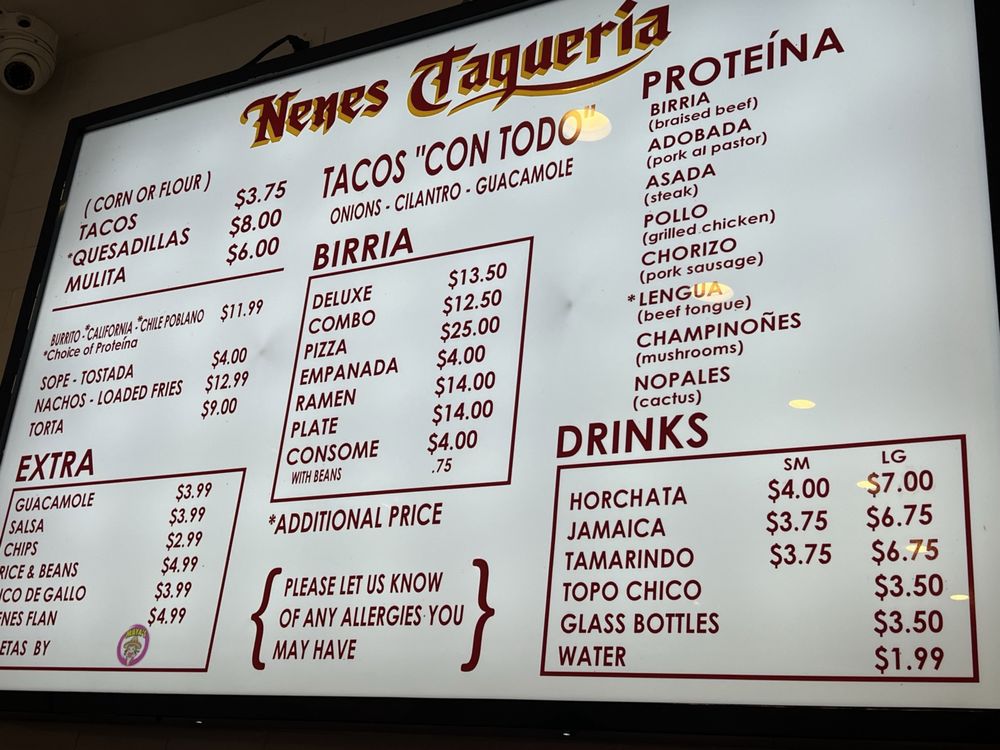 Nenes Taqueria
( CORN OR FLOUR )
TACOS $3.75
*QUESADILLAS $8.00
MULITA $6.00
BURRITO - *CALIFORNIA - *CHILE POBLANO $11.99
*Choice of Proteina
SOPE - TOSTADA $4.00
NACHOS - LOADED FRIES $12.99
TORTA $9.00
EXTRA
GUACAMOLE $3.99
SALSA $3.99
CHIPS $2.99
RICE & BEANS $4.99
ICO DE GALLO $3.99
ENES FLAN $4.99
ETAS BY
TACOS "CON TODO"
ONIONS - CILANTRO - GUACAMOLE
BIRRIA
DELUXE $13.50
COMBO $12.50
PIZZA $25.00
EMPANADA $4.00
RAMEN $14.00
PLATE $14.00
CONSOME $4.00
WITH BEANS .75
*ADDITIONAL PRICE
{ PLEASE LET US KNOW
OF ANY ALLERGIES YOU
MAY HAVE }
PROTEÍNA
BIRRIA
(braised beef)
ADOBADA
(pork al pastor)
ASADA
(steak)
POLLO
(grilled chicken)
CHORIZO
(pork sausage)
*LENGUA
(beef tongue)
CHAMPINOÑES
(mushrooms)
NOPALES
(cactus)
DRINKS
SM LG
HORCHATA $4.00 $7.00
JAMAICA $3.75 $6.75
TAMARINDO $3.75 $6.75
TOPO CHICO $3.50
GLASS BOTTLES $3.50
WATER $1.99